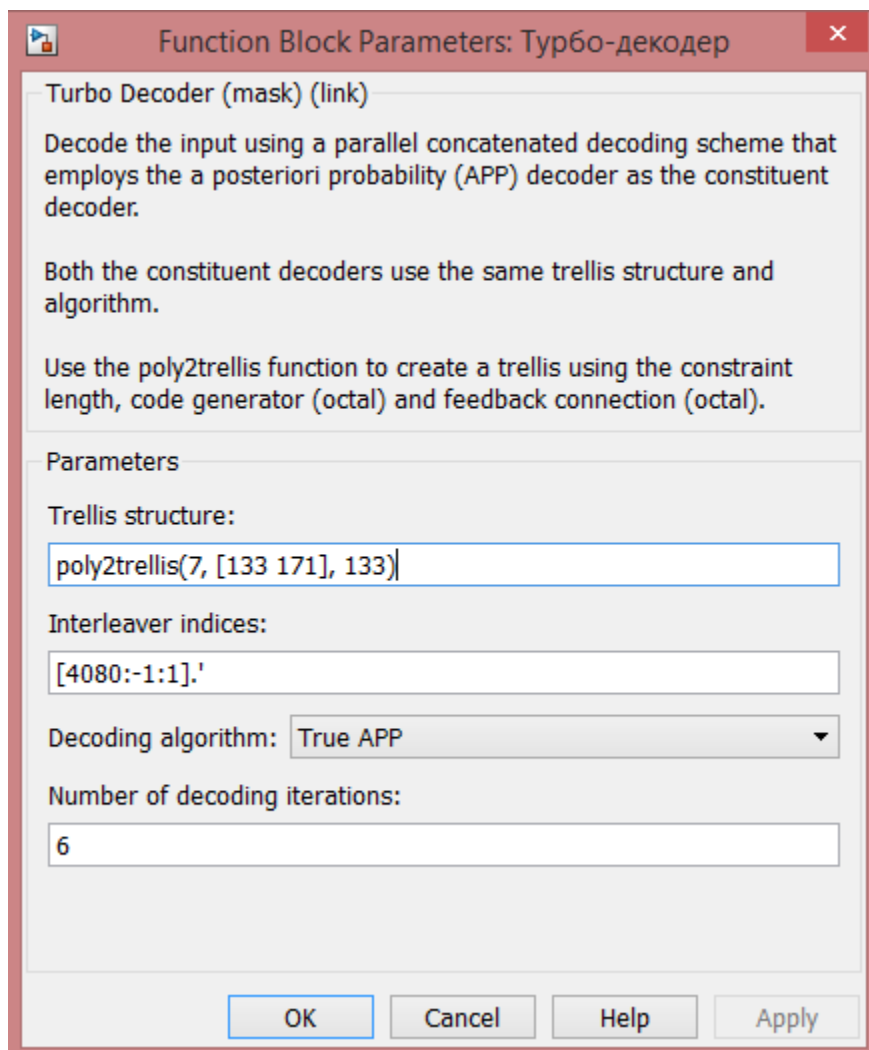 Function Block Parameters: Турбо-декодер
Turbo Decoder (mask) (link)
Decode the input using a parallel concatenated decoding scheme that
employs the a posteriori probability (APP) decoder as the constituent
decoder.
Both the constituent decoders use the same trellis structure and
algorithm.
Use the poly2trellis function to create a trellis using the constraint
length, code generator (octal) and feedback connection (octal).
Parameters
Trellis structure:
poly2trellis(7, [133 171], 133)
Interleaver indices:
[4080:-1:1].'
Decoding algorithm: True APP
Number of decoding iterations:
6
OK Cancel Help Apply